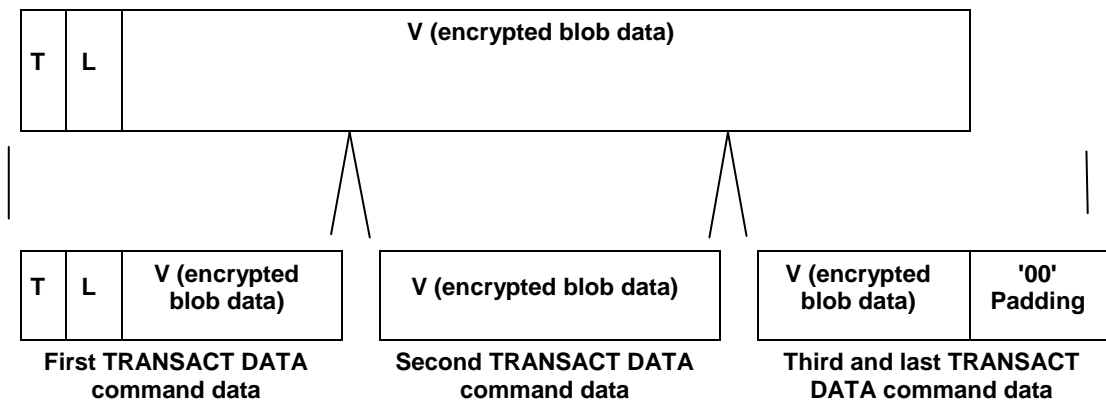 V (encrypted blob data)
T
L
T
L
V (encrypted
blob data)
V (encrypted blob data)
V (encrypted
blob data)
'00'
Padding
First TRANSACT DATA
command data
Second TRANSACT DATA
command data
Third and last TRANSACT
DATA command data